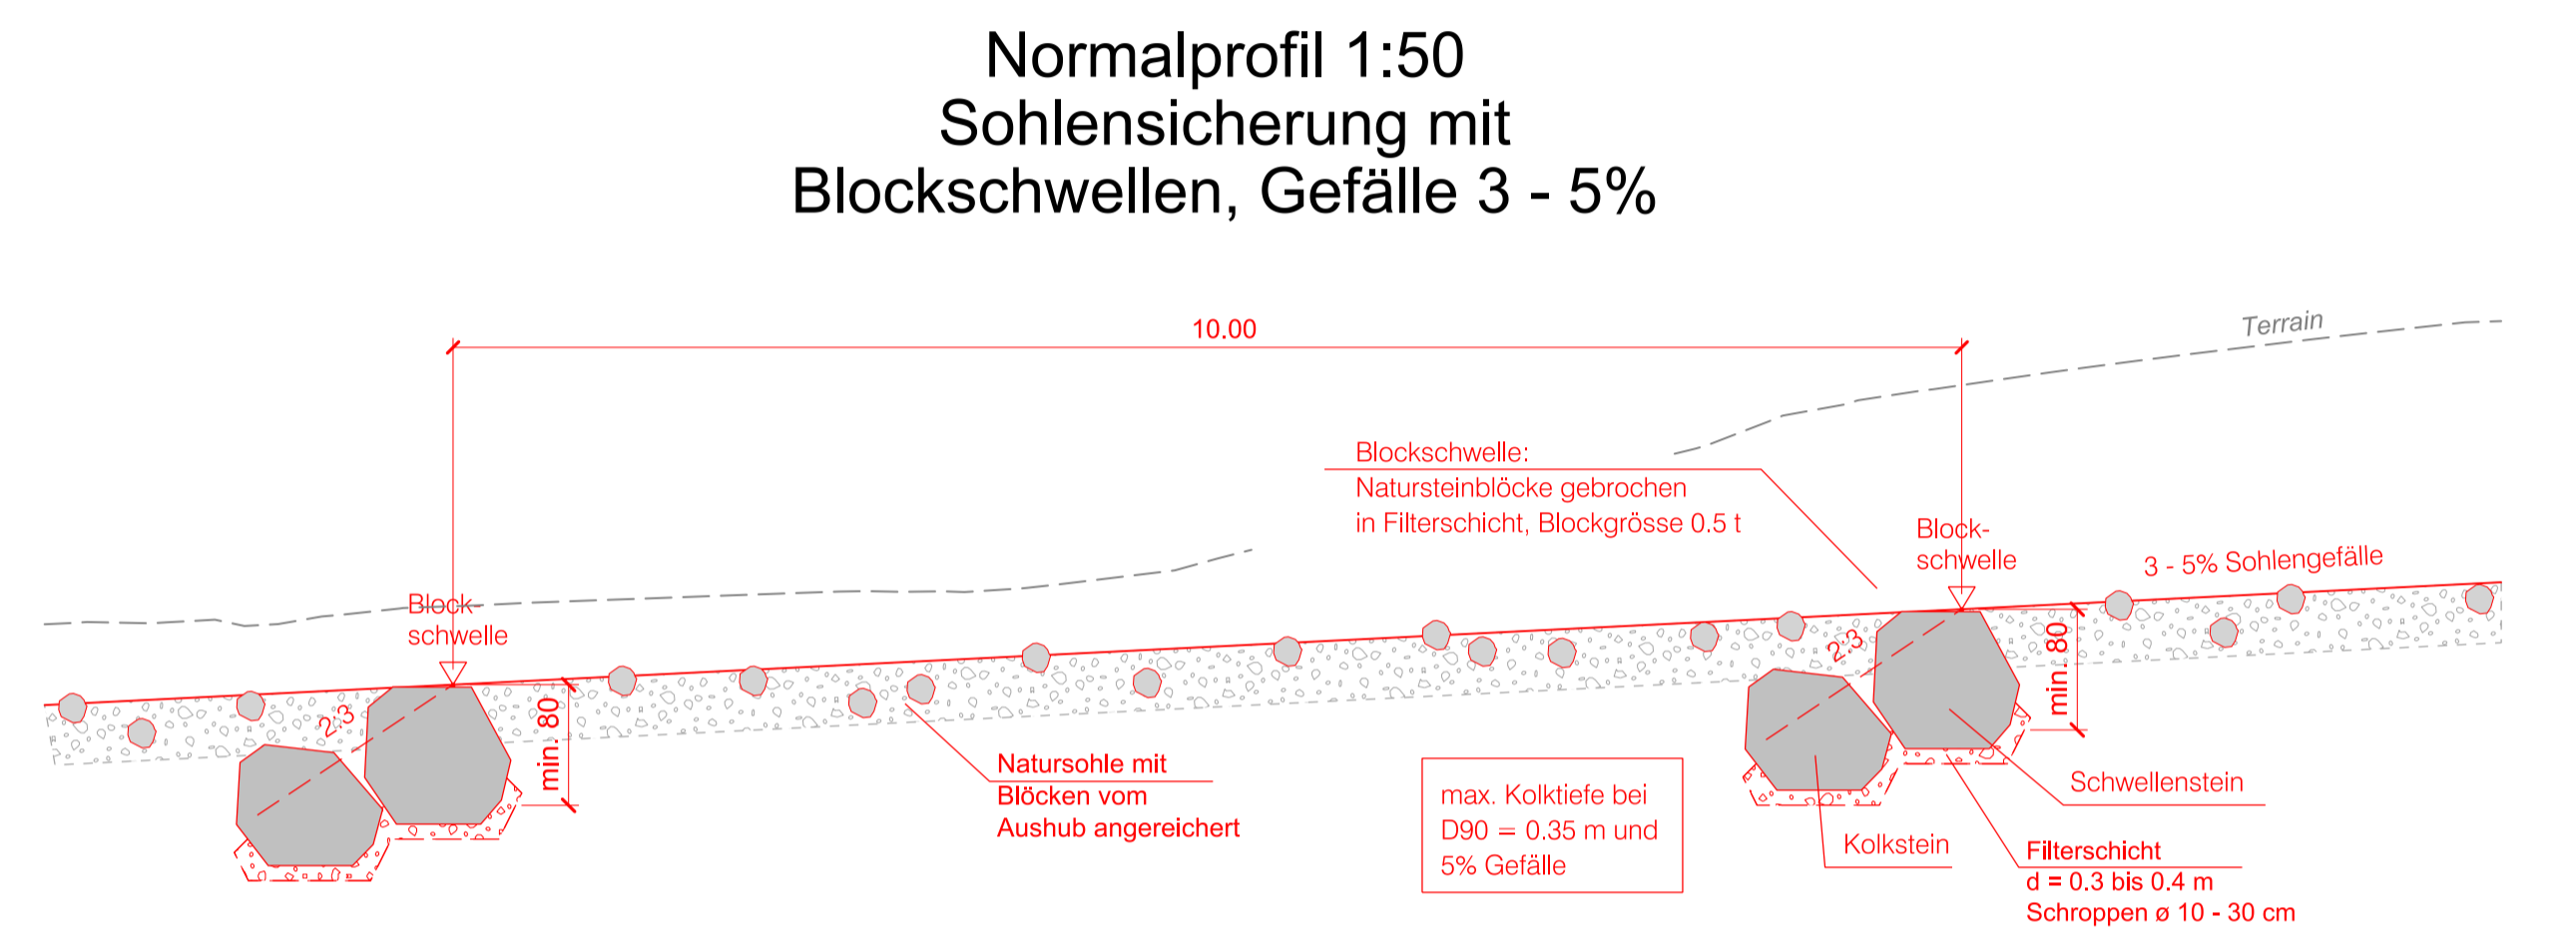 Normalprofil 1:50
Sohlensicherung mit
Blockschwellen, Gefälle 3 - 5%
10.00
Terrain
Blockschwelle:
Natursteinblöcke gebrochen
in Filterschicht, Blockgrösse 0.5 t
Block-
schwelle
3 - 5% Sohlengefälle
Block-
schwelle
2:3
min. 80
2:3
min. 80
Natursohle mit
Blöcken vom
Aushub angereichert
max. Kolktiefe bei
D90 = 0.35 m und
5% Gefälle
Schwellenstein
Kolkstein
Filterschicht
d = 0.3 bis 0.4 m
Schroppen ø 10 - 30 cm